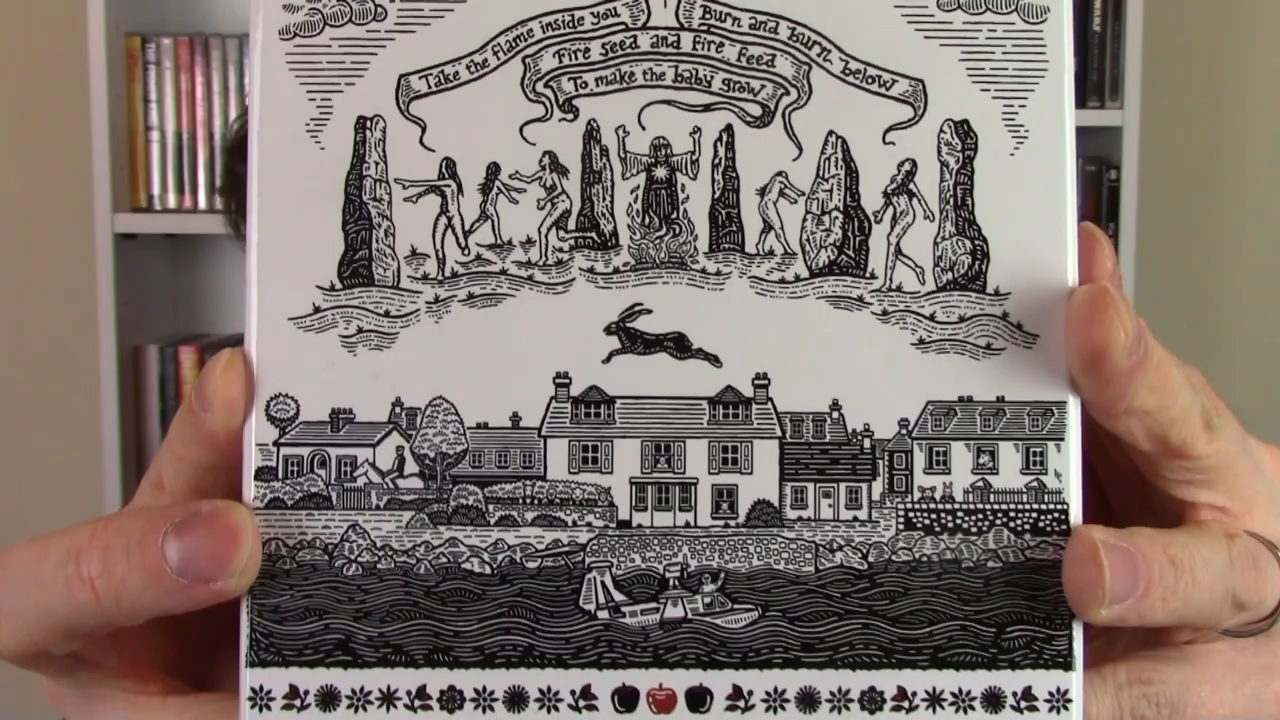 Take the flame inside you
Burn and burn below
Fire seed and fire feed
To make the baby grow